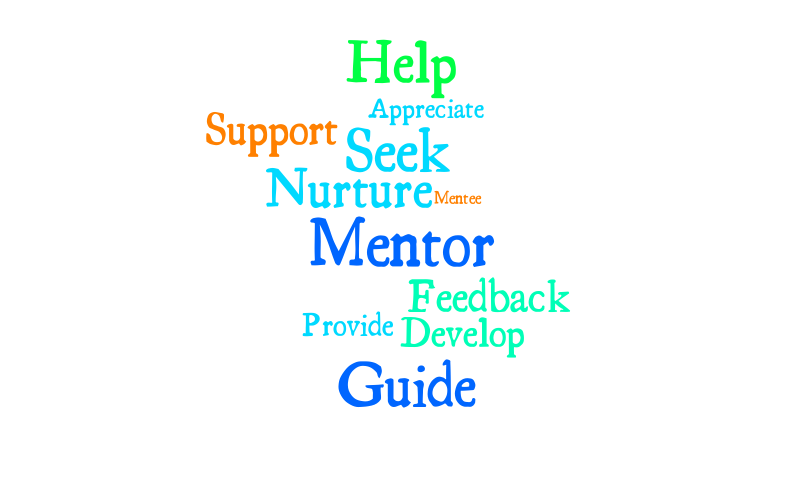 Help
Appreciate
Support
Seek
Nurture
Mentee
Mentor
Feedback
Provide
Develop
Guide